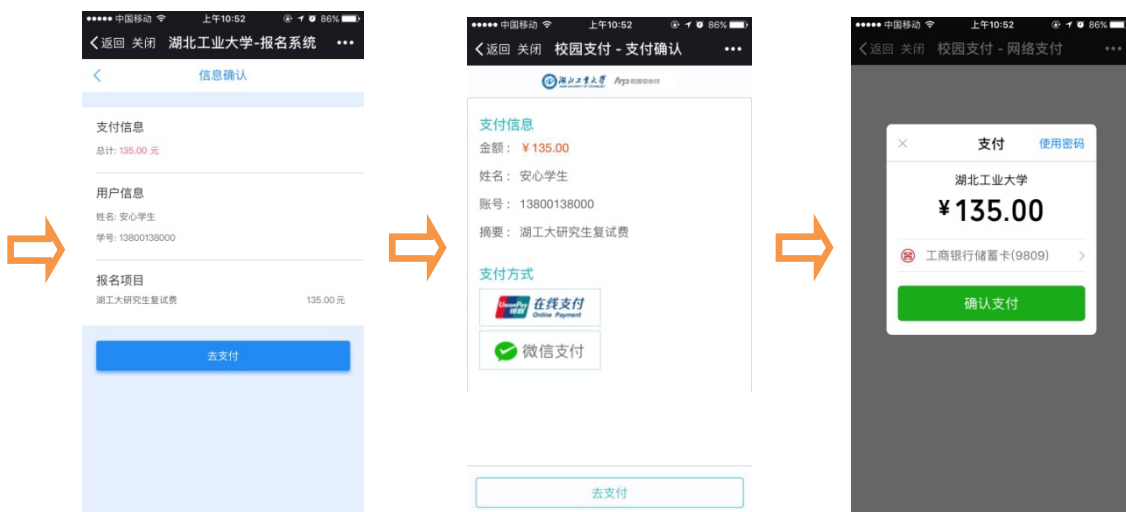 中国移动 上午10:52 86%
返回 关闭 湖北工业大学-报名系统
信息确认
支付信息
总计: 135.00 元
用户信息
姓名: 安心学生
学号: 13800138000
报名项目
湖工大研究生复试费 135.00 元
去支付
中国移动 上午10:52 86%
返回 关闭 校园支付 - 支付确认
湖北工业大学
支付信息
金额： ¥ 135.00
姓名： 安心学生
账号： 13800138000
摘要： 湖工大研究生复试费
支付方式
UnionPay 银联 在线支付
Online Payment
微信支付
去支付
中国移动 上午10:52 86%
返回 关闭 校园支付 - 网络支付
支付 使用密码
湖北工业大学
¥135.00
工商银行储蓄卡(9809)
确认支付